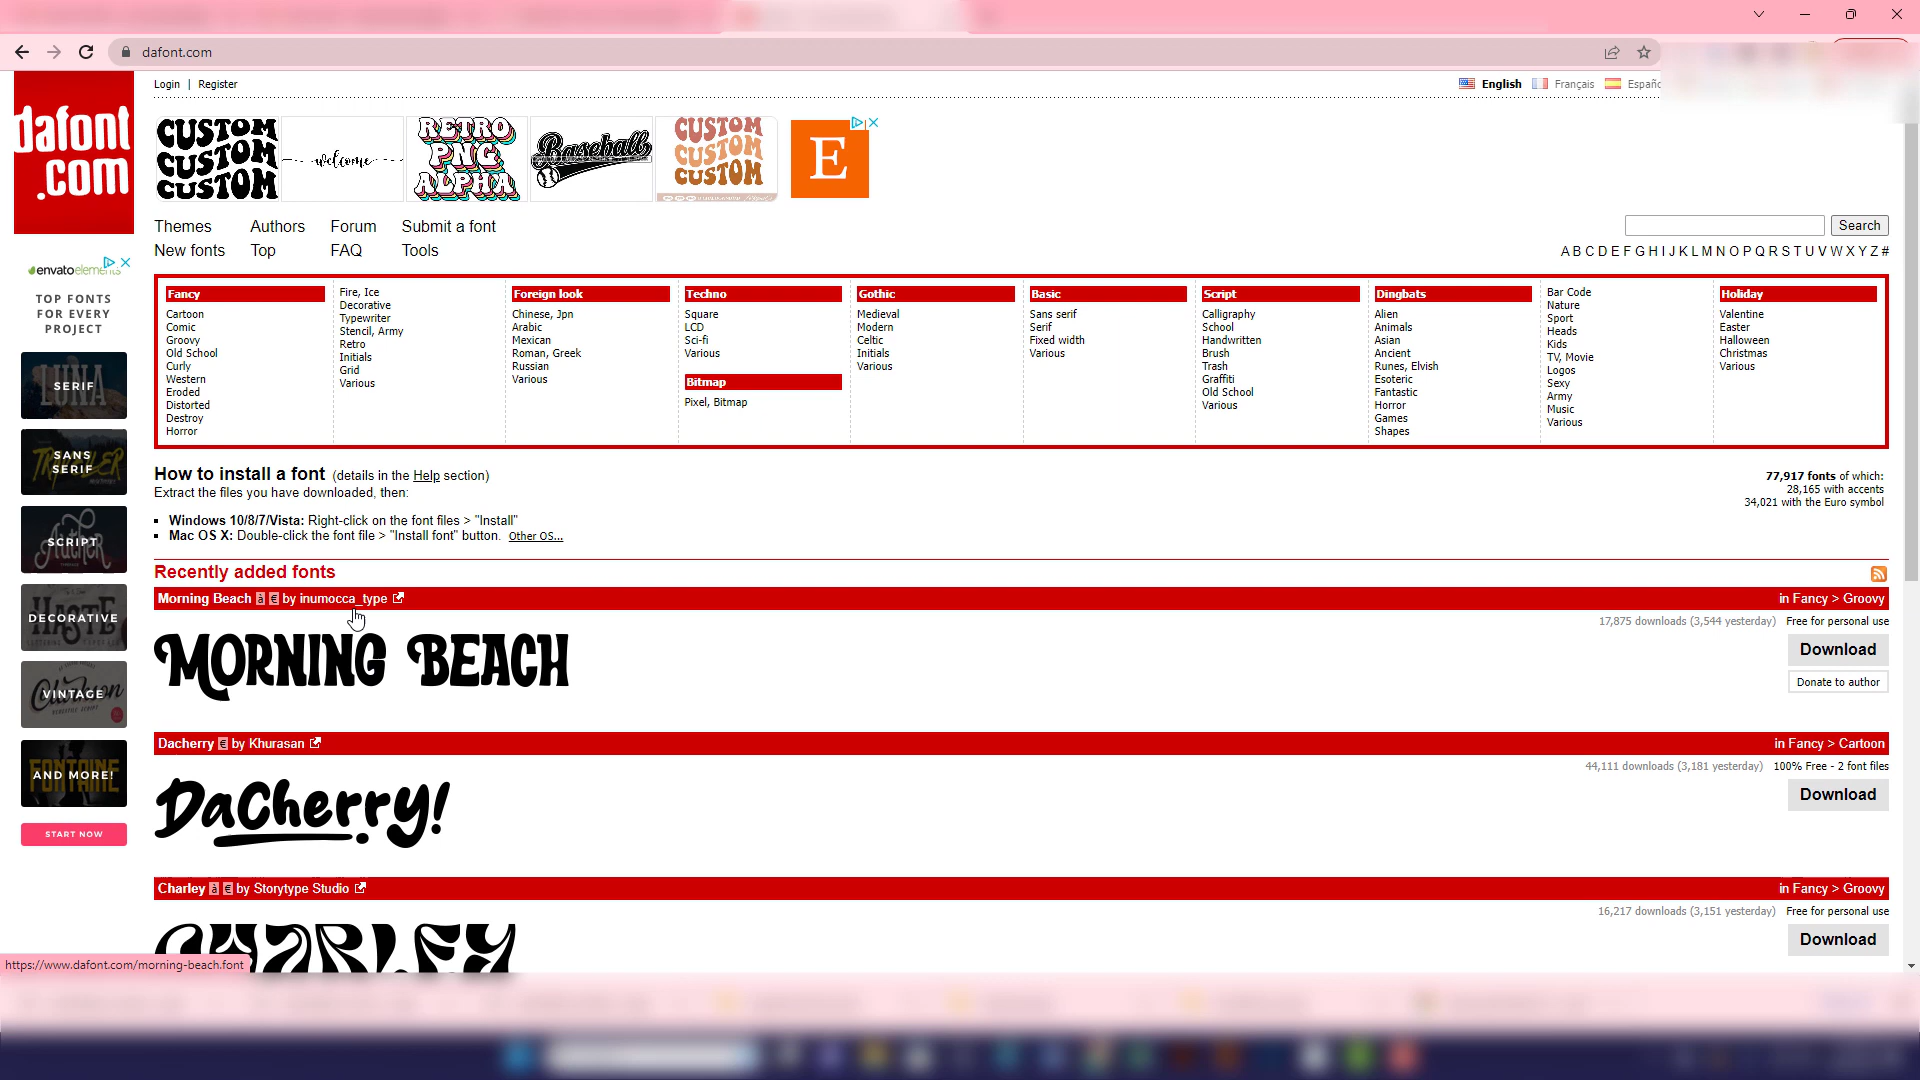 dafont.com
Login | Register
English Français Españo
dafont
.com
CUSTOM
CUSTOM
CUSTOM
welcome
RETRO
PNG
ALPHA
Baseball
CUSTOM
CUSTOM
CUSTOM
E
Themes Authors Forum Submit a font
New fonts Top FAQ Tools
Search
A B C D E F G H I J K L M N O P Q R S T U V W X Y Z #
envatoelements
TOP FONTS
FOR EVERY
PROJECT
SERIF
SANS
SERIF
SCRIPT
DECORATIVE
VINTAGE
AND MORE!
START NOW
Fancy
Cartoon
Comic
Groovy
Old School
Curly
Western
Eroded
Distorted
Destroy
Horror
Fire, Ice
Decorative
Typewriter
Stencil, Army
Retro
Initials
Grid
Various
Foreign look
Chinese, Jpn
Arabic
Mexican
Roman, Greek
Russian
Various
Techno
Square
LCD
Sci-fi
Various
Bitmap
Pixel, Bitmap
Gothic
Medieval
Modern
Celtic
Initials
Various
Basic
Sans serif
Serif
Fixed width
Various
Script
Calligraphy
School
Handwritten
Brush
Trash
Graffiti
Old School
Various
Dingbats
Alien
Animals
Asian
Ancient
Runes, Elvish
Esoteric
Fantastic
Horror
Games
Shapes
Bar Code
Nature
Sport
Heads
Kids
TV, Movie
Logos
Sexy
Army
Music
Various
Holiday
Valentine
Easter
Halloween
Christmas
Various
How to install a font (details in the Help section)
Extract the files you have downloaded, then:
Windows 10/8/7/Vista: Right-click on the font files > "Install"
Mac OS X: Double-click the font file > "Install font" button. Other OS...
77,917 fonts of which:
28,165 with accents
34,021 with the Euro symbol
Recently added fonts
Morning Beach à € by inumocca_type in Fancy > Groovy
17,875 downloads (3,544 yesterday) Free for personal use
MORNING BEACH
Download
Donate to author
Dacherry € by Khurasan in Fancy > Cartoon
44,111 downloads (3,181 yesterday) 100% Free - 2 font files
DaCherry!
Download
Charley à € by Storytype Studio in Fancy > Groovy
16,217 downloads (3,151 yesterday) Free for personal use
CHARLEY
Download
https://www.dafont.com/morning-beach.font